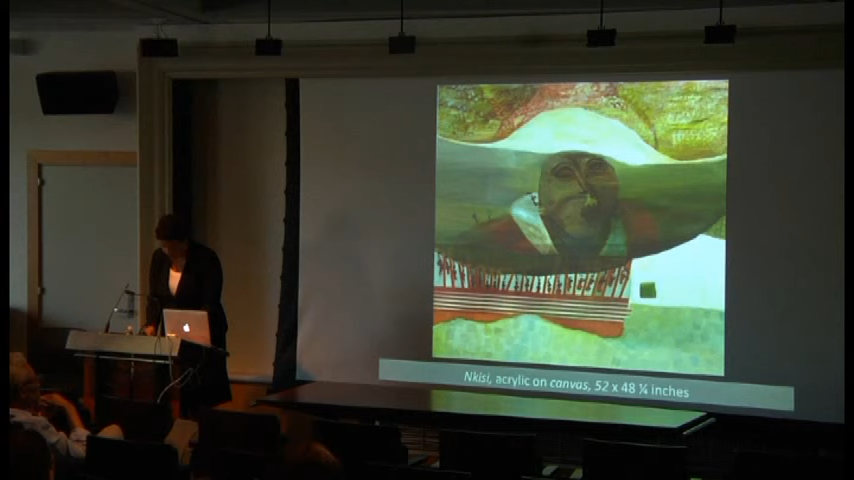 Nkisi, acrylic on canvas, 52 x 48 ¼ inches